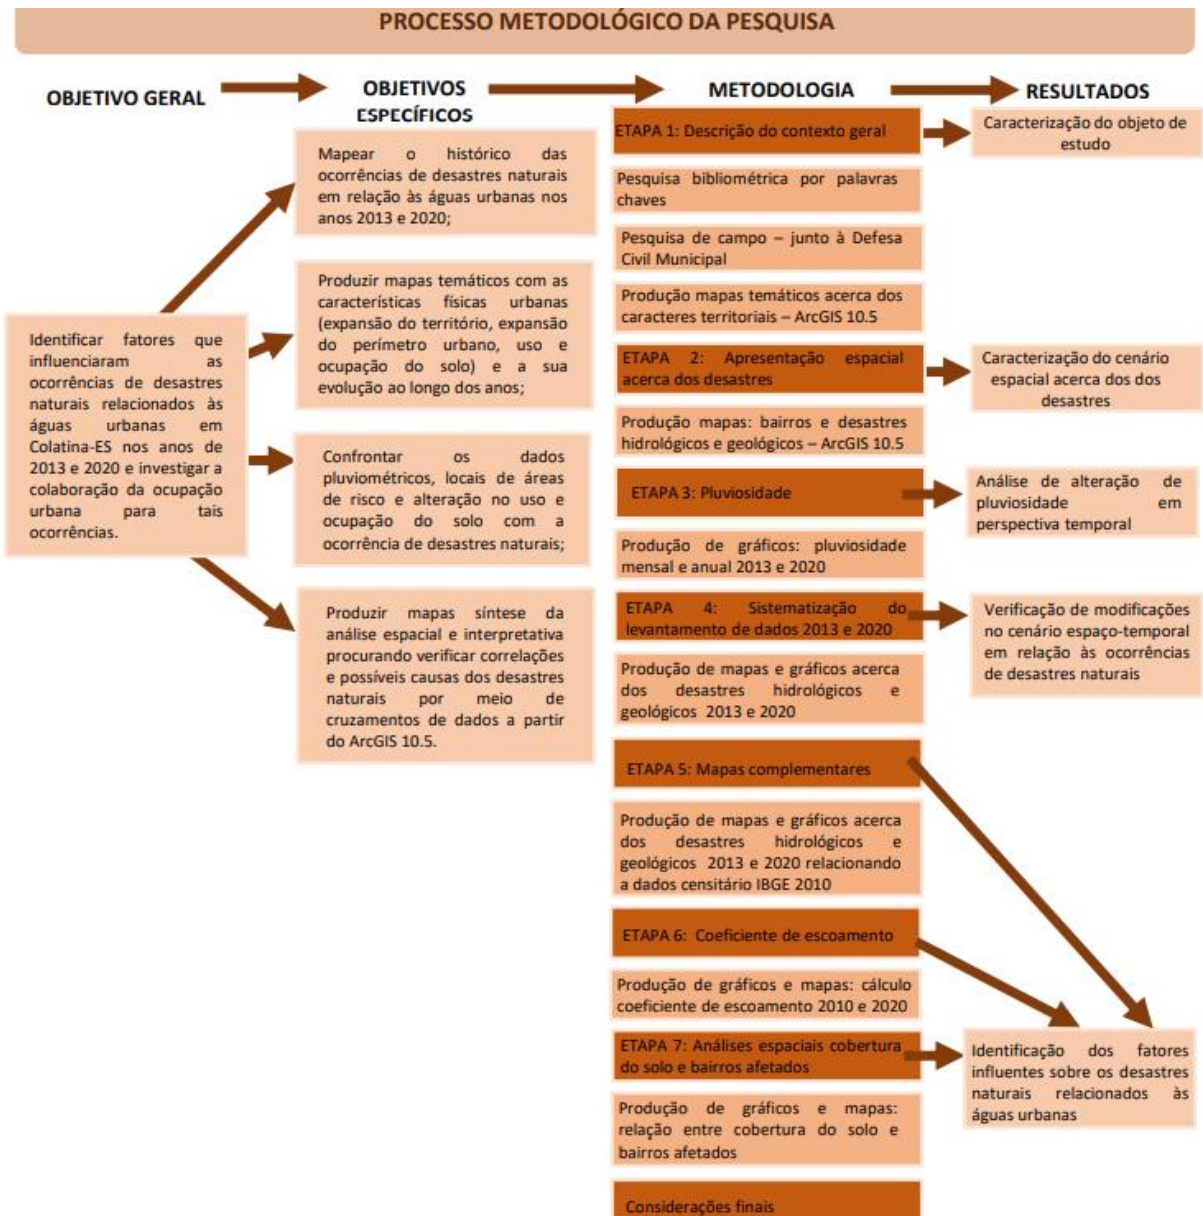 PROCESSO METODOLÓGICO DA PESQUISA
OBJETIVO GERAL
OBJETIVOS
ESPECÍFICOS
METODOLOGIA
RESULTADOS
Identificar fatores que
influenciaram as
ocorrências de desastres
naturais relacionados às
águas urbanas em
Colatina-ES nos anos de
2013 e 2020 e investigar a
colaboração da ocupação
urbana para tais
ocorrências.
Mapear o histórico das
ocorrências de desastres naturais
em relação às águas urbanas nos
anos 2013 e 2020;
Produzir mapas temáticos com as
características físicas urbanas
(expansão do território, expansão
do perímetro urbano, uso e
ocupação do solo) e a sua
evolução ao longo dos anos;
Confrontar os dados
pluviométricos, locais de áreas
de risco e alteração no uso e
ocupação do solo com a
ocorrência de desastres naturais;
Produzir mapas síntese da
análise espacial e interpretativa
procurando verificar correlações
e possíveis causas dos desastres
naturais por meio de
cruzamentos de dados a partir
do ArcGIS 10.5.
ETAPA 1: Descrição do contexto geral
Pesquisa bibliométrica por palavras
chaves
Pesquisa de campo – junto à Defesa
Civil Municipal
Produção mapas temáticos acerca dos
caracteres territoriais – ArcGIS 10.5
ETAPA 2: Apresentação espacial
acerca dos desastres
Produção mapas: bairros e desastres
hidrológicos e geológicos – ArcGIS 10.5
ETAPA 3: Pluviosidade
Produção de gráficos: pluviosidade
mensal e anual 2013 e 2020
ETAPA 4: Sistematização do
levantamento de dados 2013 e 2020
Produção de mapas e gráficos acerca
dos desastres hidrológicos e
geológicos 2013 e 2020
ETAPA 5: Mapas complementares
Produção de mapas e gráficos acerca
dos desastres hidrológicos e
geológicos 2013 e 2020 relacionando
a dados censitário IBGE 2010
ETAPA 6: Coeficiente de escoamento
Produção de gráficos e mapas: cálculo
coeficiente de escoamento 2010 e 2020
ETAPA 7: Análises espaciais cobertura
do solo e bairros afetados
Produção de gráficos e mapas:
relação entre cobertura do solo e
bairros afetados
Considerações finais
Caracterização do objeto de
estudo
Caracterização do cenário
espacial acerca dos dos
desastres
Análise de alteração de
pluviosidade em
perspectiva temporal
Verificação de modificações
no cenário espaço-temporal
em relação às ocorrências
de desastres naturais
Identificação dos fatores
influentes sobre os desastres
naturais relacionados às
águas urbanas